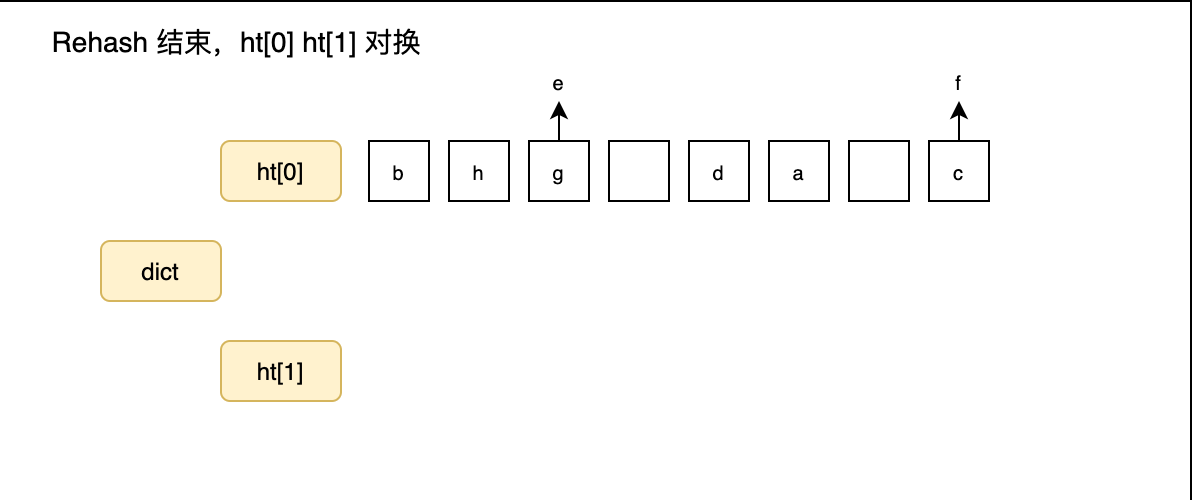 Rehash 结束，ht[0] ht[1] 对换
e f
ht[0] b h g d a c
dict
ht[1]